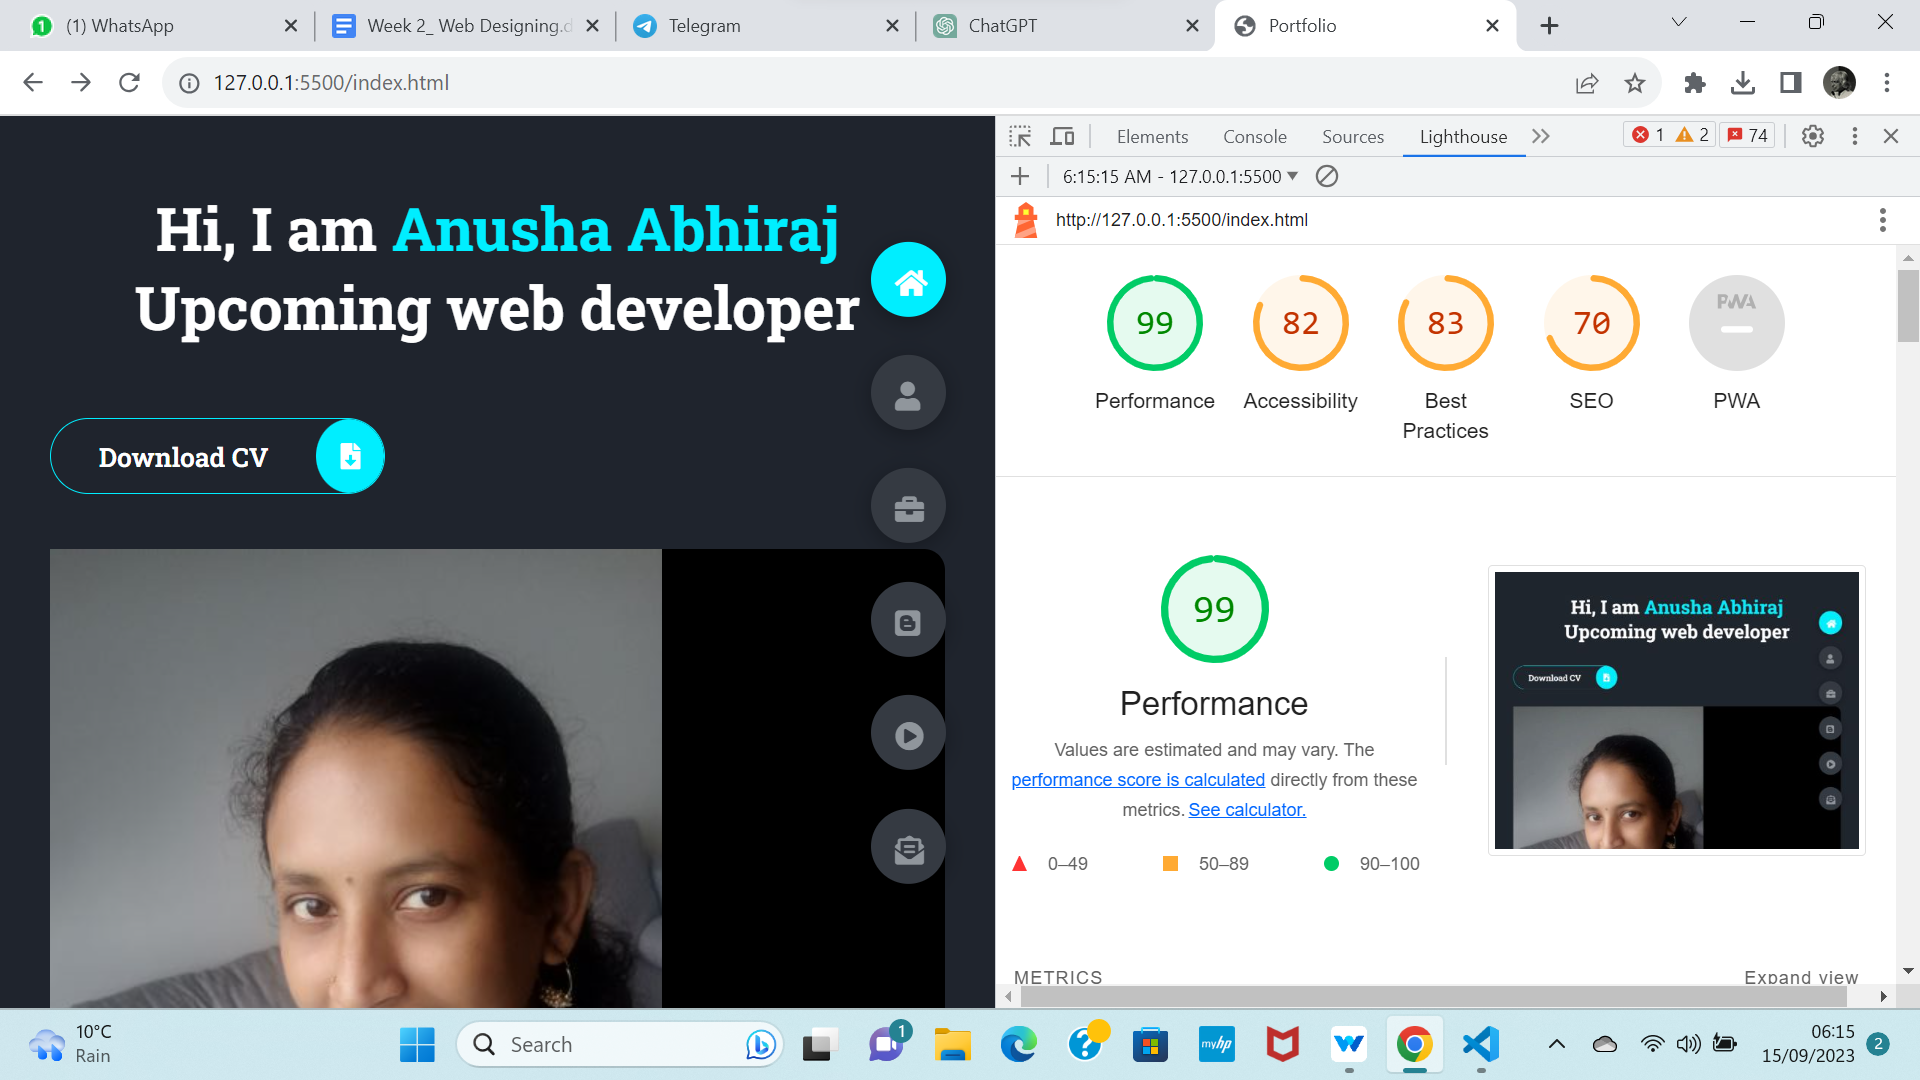 (1) WhatsApp
Week 2_ Web Designing.d
Telegram
ChatGPT
Portfolio
127.0.0.1:5500/index.html
Hi, I am Anusha Abhiraj
Upcoming web developer
Download CV
Elements
Console
Sources
Lighthouse
1
2
74
6:15:15 AM - 127.0.0.1:5500
http://127.0.0.1:5500/index.html
99
82
83
70
PWA
Performance
Accessibility
Best
Practices
SEO
PWA
99
Performance
Values are estimated and may vary. The
performance score is calculated directly from these
metrics. See calculator.
0–49
50–89
90–100
Hi, I am Anusha Abhiraj
Upcoming web developer
Download CV
METRICS
Expand view
10°C
Rain
Search
1
myhp
06:15
15/09/2023
2